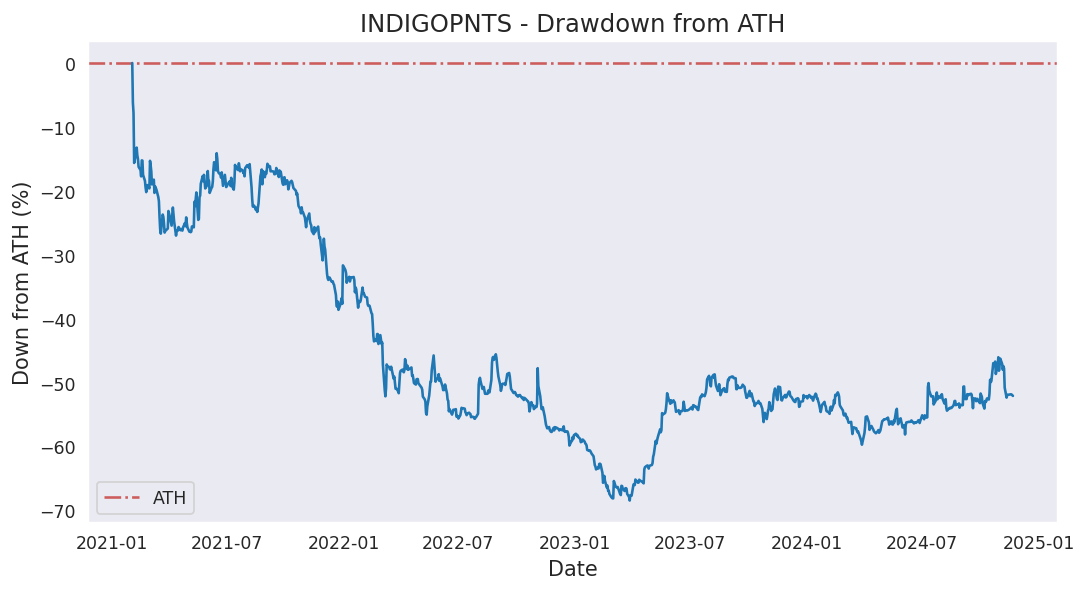 INDIGOPNTS - Drawdown from ATH
Down from ATH (%)
0
−10
−20
−30
−40
−50
−60
−70
ATH
2021-01 2021-07 2022-01 2022-07 2023-01 2023-07 2024-01 2024-07 2025-01
Date